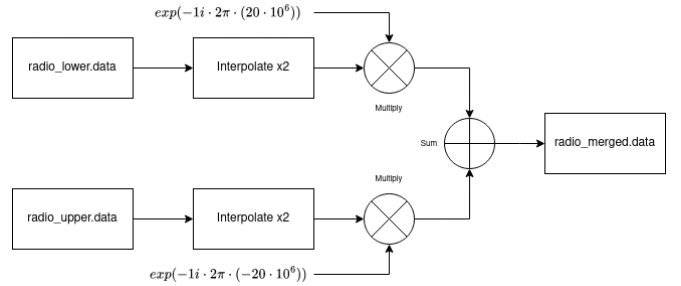 exp(−1i · 2π · (20 · 10⁶))
radio_lower.data
Interpolate x2
Multiply
Sum
radio_merged.data
Multiply
radio_upper.data
Interpolate x2
exp(−1i · 2π · (−20 · 10⁶))